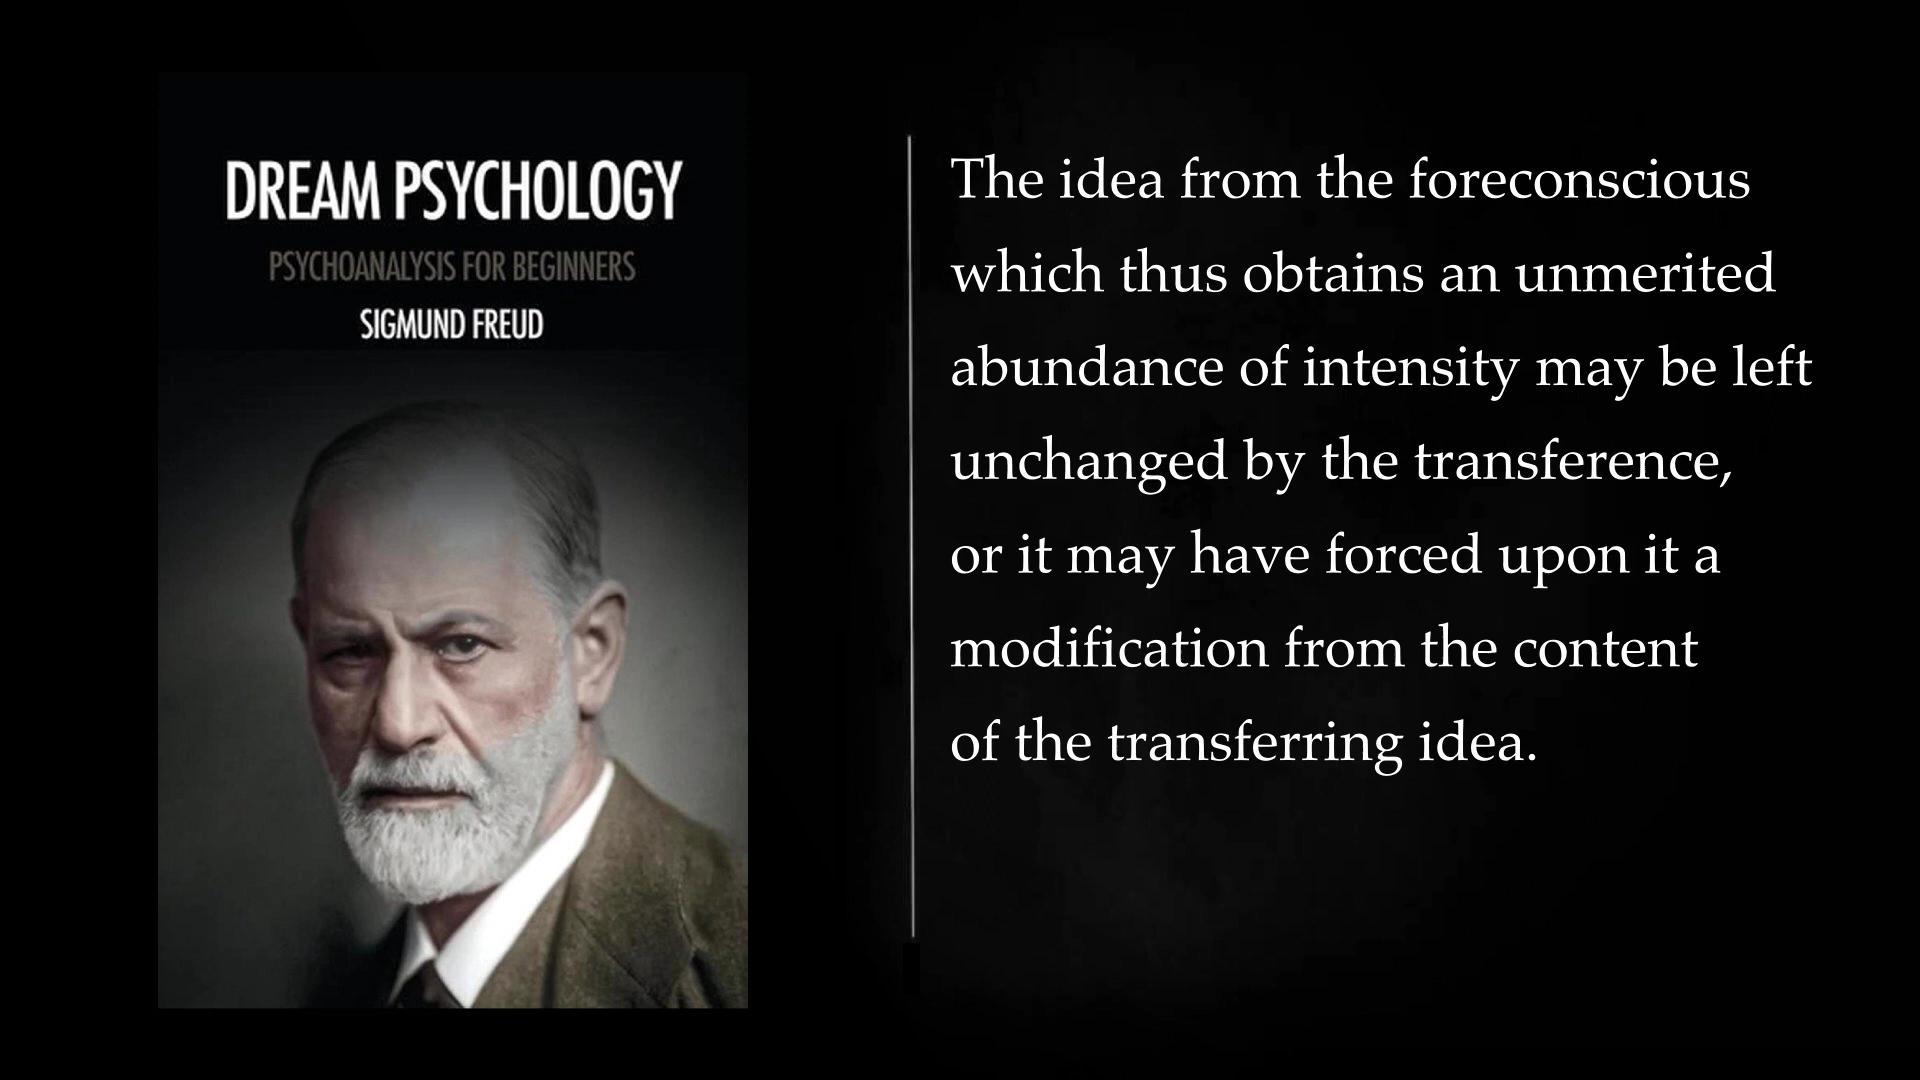 DREAM PSYCHOLOGY
PSYCHOANALYSIS FOR BEGINNERS
SIGMUND FREUD
The idea from the foreconscious
which thus obtains an unmerited
abundance of intensity may be left
unchanged by the transference,
or it may have forced upon it a
modification from the content
of the transferring idea.